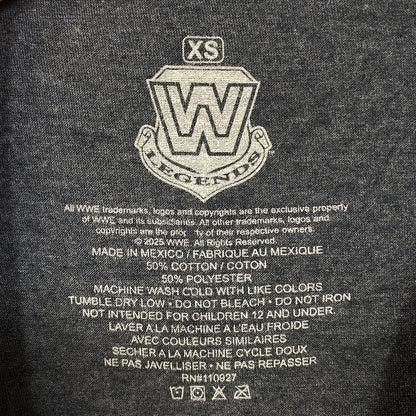 XS
W
LEGENDS™
All WWE trademarks, logos and copyrights are the exclusive property
of WWE and its subsidiaries. All other trademarks, logos and
copyrights are the prop ty of their respective owners.
© 2025 WWE. All Rights Reserved.
MADE IN MEXICO / FABRIQUE AU MEXIQUE
50% COTTON / COTON
50% POLYESTER
MACHINE WASH COLD WITH LIKE COLORS
TUMBLE DRY LOW • DO NOT BLEACH • DO NOT IRON
NOT INTENDED FOR CHILDREN 12 AND UNDER.
LAVER A LA MACHINE A L'EAU FROIDE
AVEC COULEURS SIMILAIRES
SECHER A LA MACHINE CYCLE DOUX
NE PAS JAVELLISER • NE PAS REPASSER
RN#110927